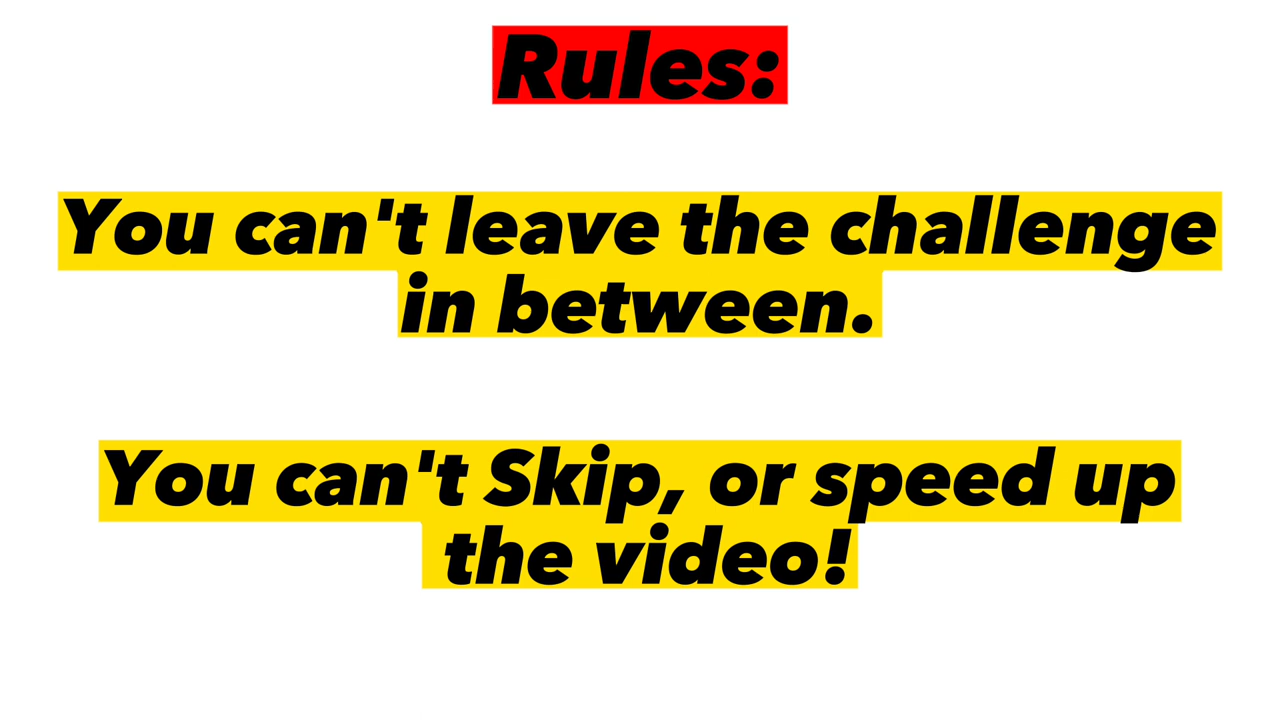 Rules:
You can't leave the challenge
in between.
You can't Skip, or speed up
the video!